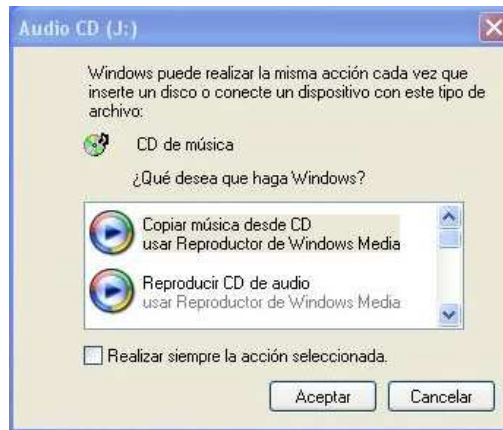 Audio CD (J:)
Windows puede realizar la misma acción cada vez que
inserte un disco o conecte un dispositivo con este tipo de
archivo:
CD de música
¿Qué desea que haga Windows?
Copiar música desde CD
usar Reproductor de Windows Media
Reproducir CD de audio
usar Reproductor de Windows Media
Realizar siempre la acción seleccionada.
Aceptar
Cancelar